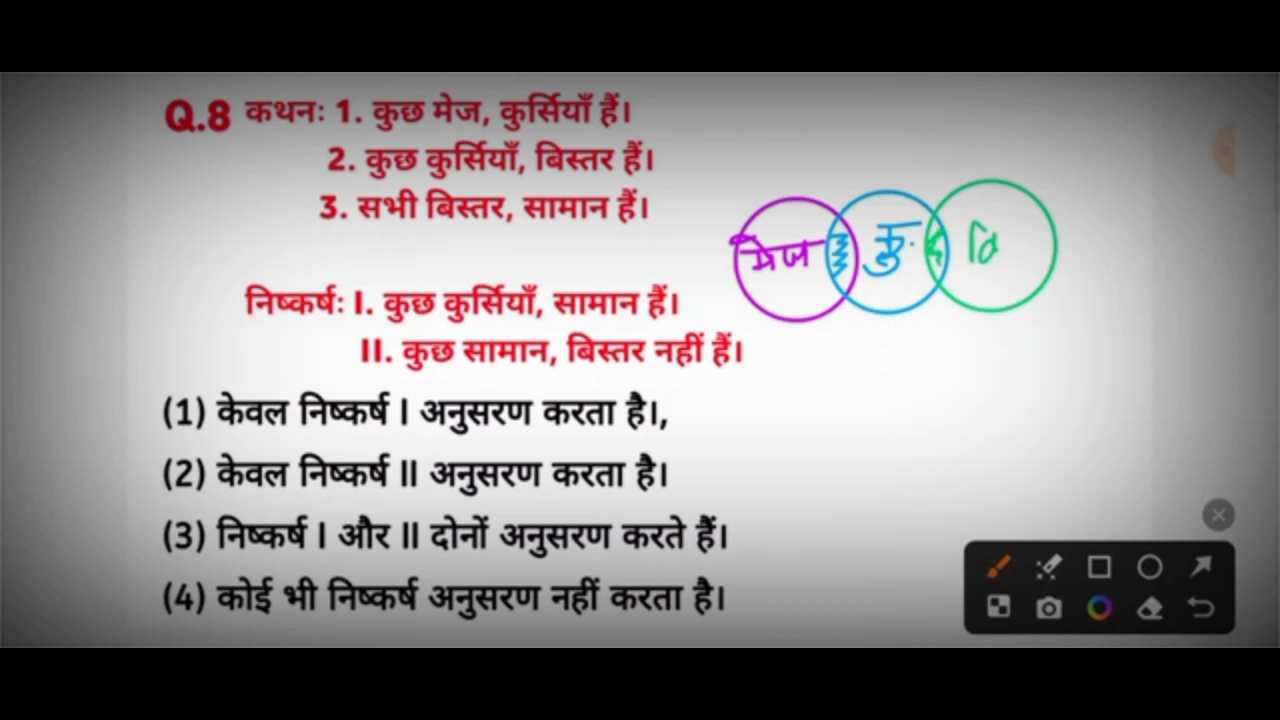 Q.8 कथनः 1. कुछ मेज, कुर्सियाँ हैं।
2. कुछ कुर्सियाँ, बिस्तर हैं।
3. सभी बिस्तर, सामान हैं।
मेज कु. वि
निष्कर्षः I. कुछ कुर्सियाँ, सामान हैं।
II. कुछ सामान, बिस्तर नहीं हैं।
(1) केवल निष्कर्ष I अनुसरण करता है।,
(2) केवल निष्कर्ष II अनुसरण करता है।
(3) निष्कर्ष I और II दोनों अनुसरण करते हैं।
(4) कोई भी निष्कर्ष अनुसरण नहीं करता है।